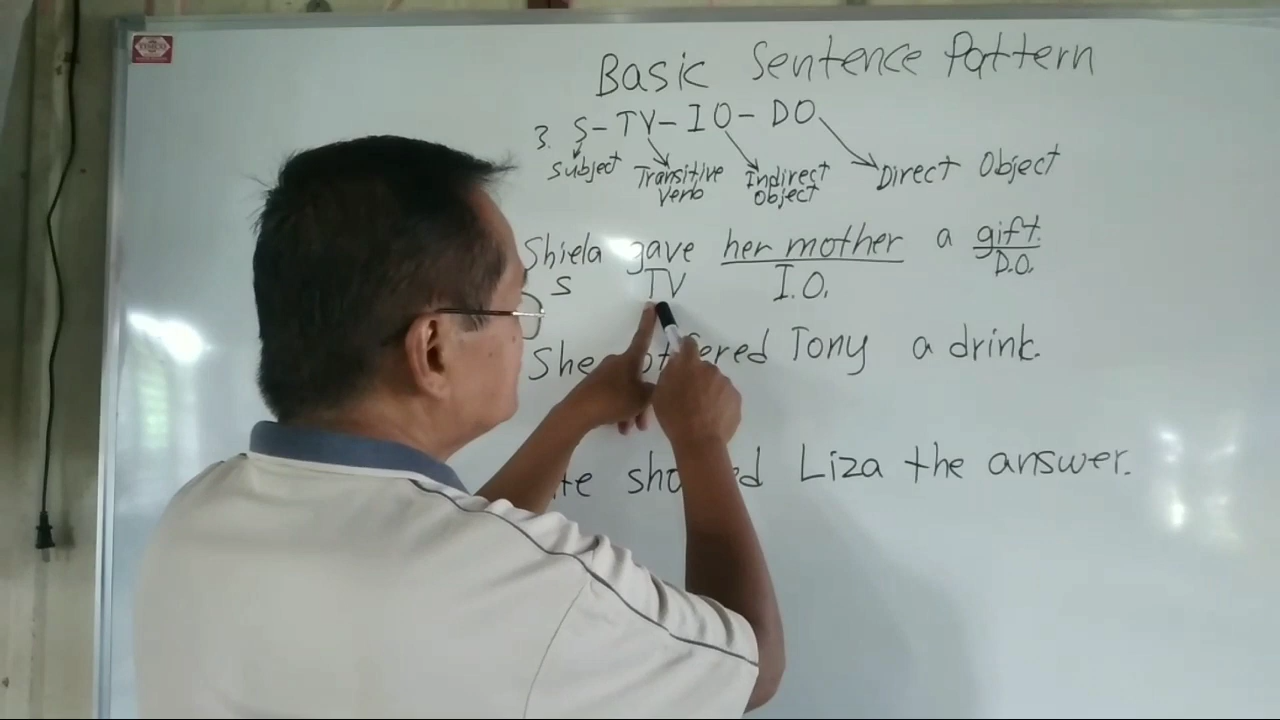 Basic Sentence Pattern
3. S-TV-IO-DO
Subject Transitive Verb Indirect Object Direct Object
Shiela gave her mother a gift.
S TV I.O. D.O.
She Tony a drink.
Liza the answer.